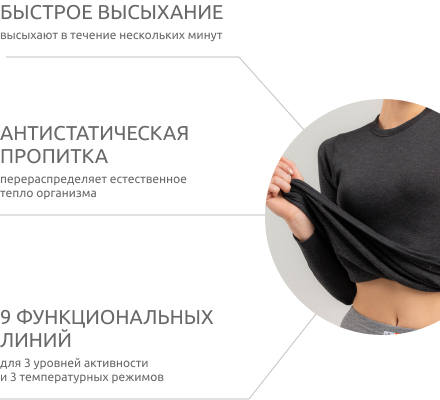 БЫСТРОЕ ВЫСЫХАНИЕ
высыхают в течение нескольких минут
АНТИСТАТИЧЕСКАЯ
ПРОПИТКА
перераспределяет естественное
тепло организма
9 ФУНКЦИОНАЛЬНЫХ
ЛИНИЙ
для 3 уровней активности
и 3 температурных режимов